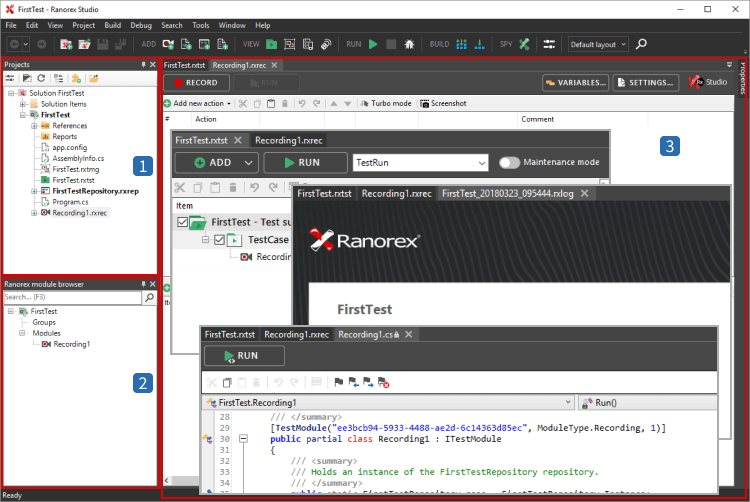 FirstTest - Ranorex Studio
File Edit View Project Build Debug Search Tools Window Help
ADD VIEW RUN BUILD SPY Default layout
Projects
Solution FirstTest
Solution Items
FirstTest
References
Reports
app.config
AssemblyInfo.cs
FirstTest.rxtmg
FirstTest.rxtst
FirstTestRepository.rxrep
Program.cs
Recording1.rxrec
1
Ranorex module browser
Search... (F3)
FirstTest
Groups
Modules
Recording1
2
Ready
FirstTest.rxtst Recording1.rxrec
Properties
RECORD RUN VARIABLES... SETTINGS... Studio
Add new action Turbo mode Screenshot
# Action Comment
3
FirstTest.rxtst Recording1.rxrec
ADD RUN TestRun Maintenance mode
Item
FirstTest - Test su
TestCase
Recordin
FirstTest.rxtst Recording1.rxrec FirstTest_20180323_095444.rxlog
Ranorex
FirstTest
FirstTest.rxtst Recording1.rxrec Recording1.cs
RUN
FirstTest.Recording1 Run()
28 /// </summary>
29 [TestModule("ee3bcb94-5933-4488-ae2d-6c14363d85ec", ModuleType.Recording, 1)]
30 public partial class Recording1 : ITestModule
31 {
32 /// <summary>
33 /// Holds an instance of the FirstTestRepository repository.
34 /// </summary>